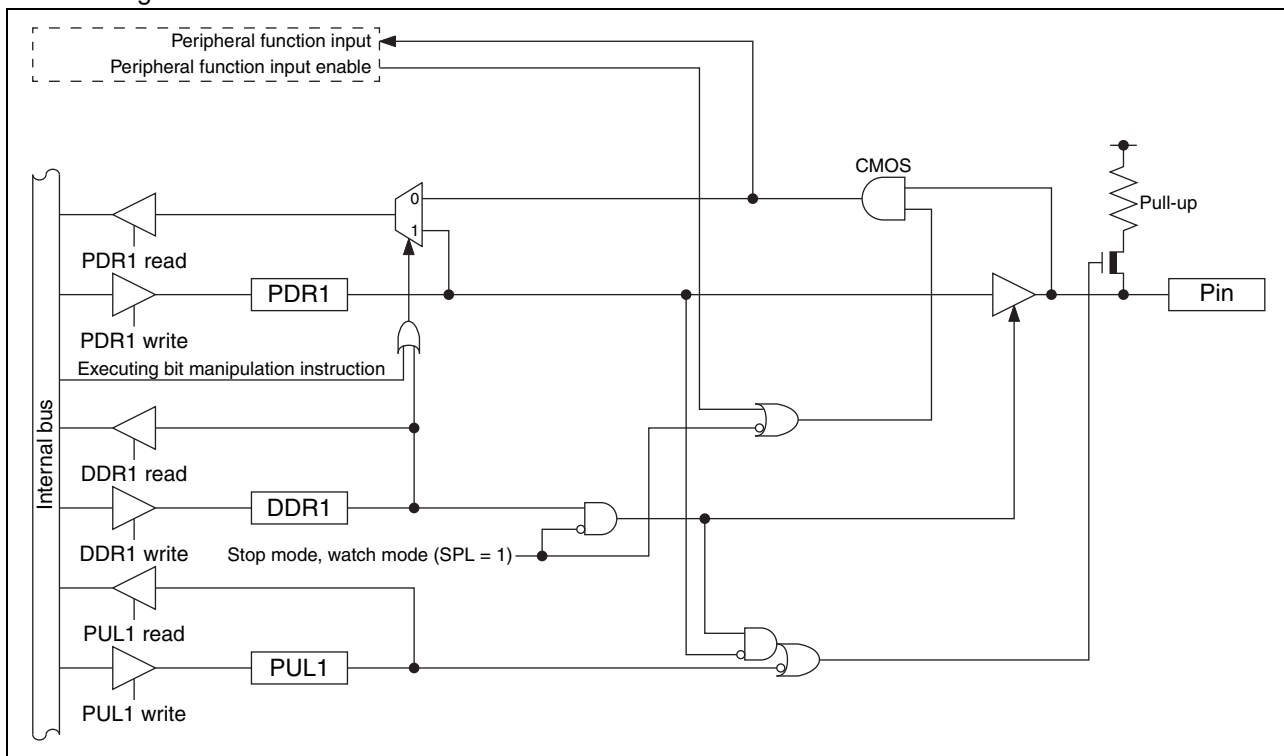 Peripheral function input
Peripheral function input enable
CMOS
0
Pull-up
1
PDR1 read
PDR1
Pin
PDR1 write
Executing bit manipulation instruction
Internal bus
DDR1 read
DDR1
DDR1 write
Stop mode, watch mode (SPL = 1)
PUL1 read
PUL1
PUL1 write